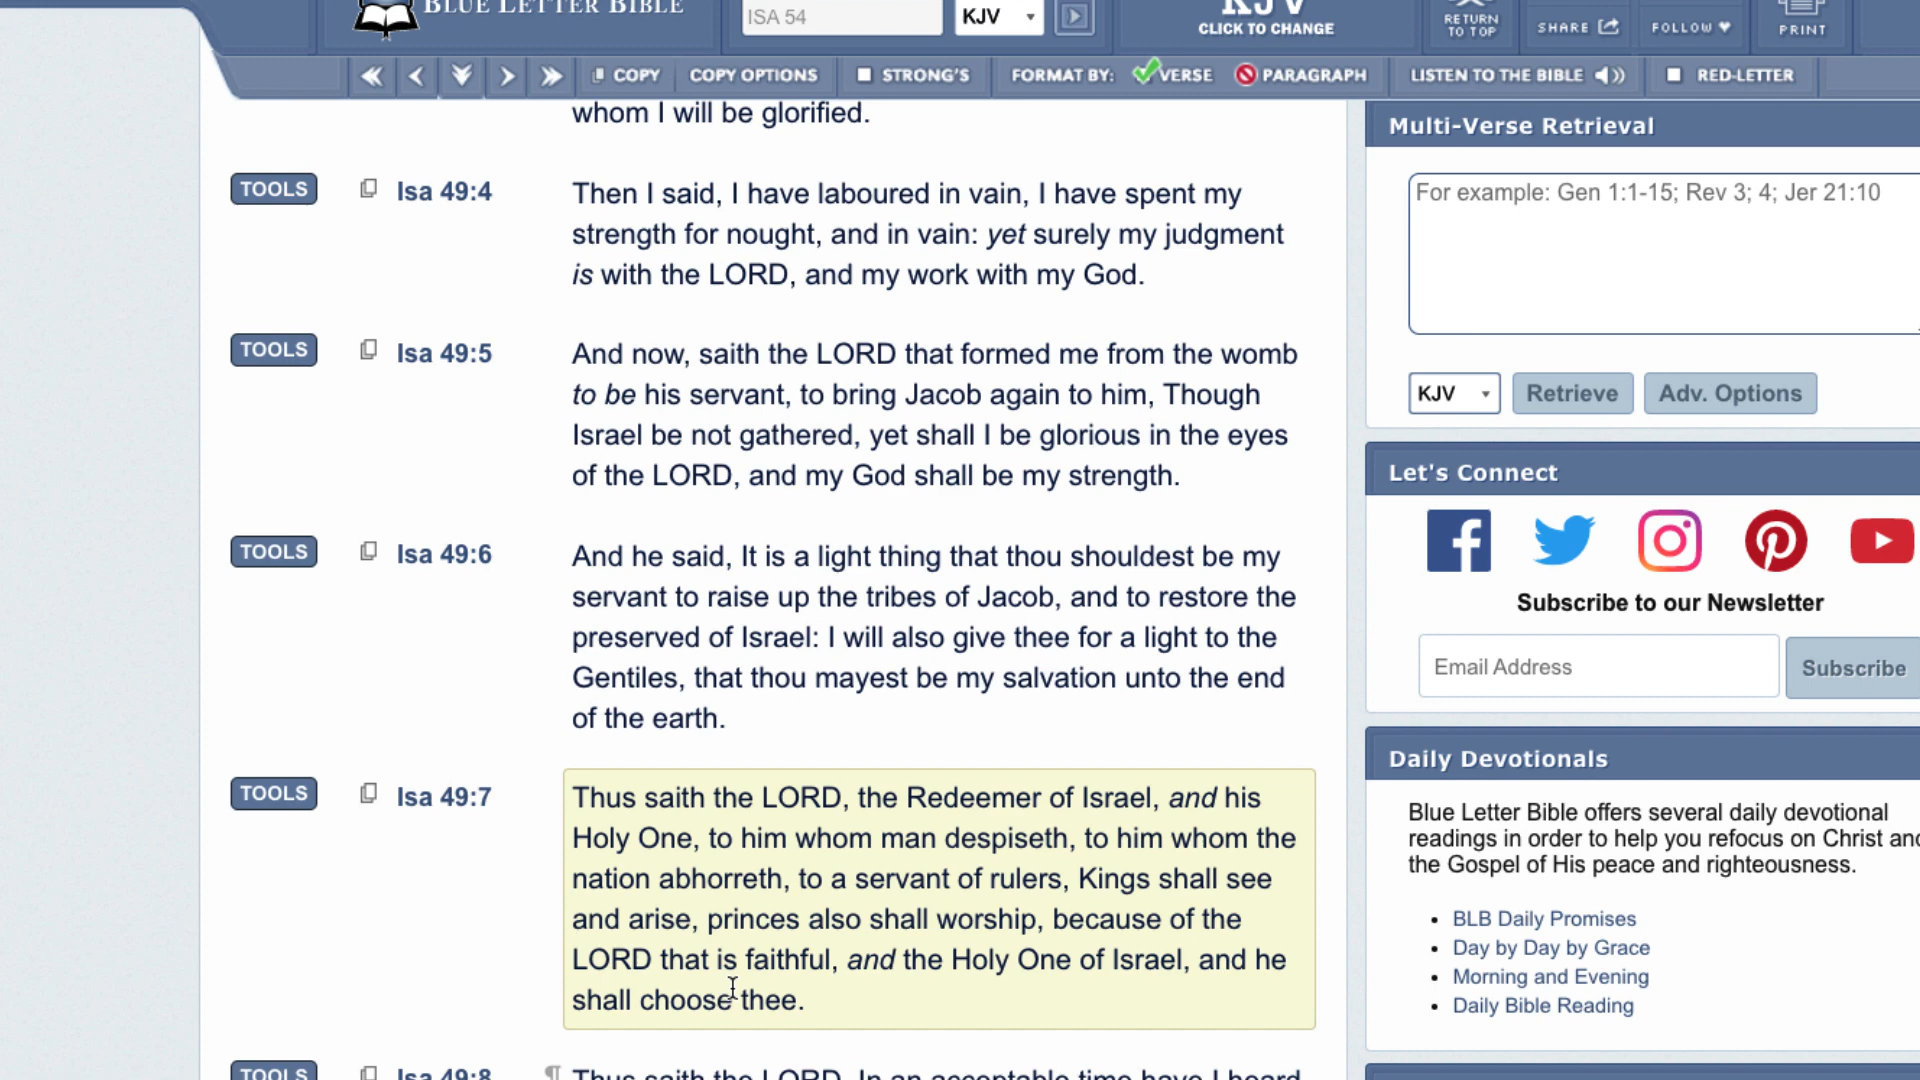 BLUE LETTER BIBLE
ISA 54
KJV
KJV
CLICK TO CHANGE
RETURN
TO TOP
SHARE
FOLLOW
PRINT
COPY
COPY OPTIONS
STRONG'S
FORMAT BY:
VERSE
PARAGRAPH
LISTEN TO THE BIBLE
RED-LETTER
whom I will be glorified.
TOOLS
Isa 49:4
Then I said, I have laboured in vain, I have spent my
strength for nought, and in vain: yet surely my judgment
is with the LORD, and my work with my God.
TOOLS
Isa 49:5
And now, saith the LORD that formed me from the womb
to be his servant, to bring Jacob again to him, Though
Israel be not gathered, yet shall I be glorious in the eyes
of the LORD, and my God shall be my strength.
TOOLS
Isa 49:6
And he said, It is a light thing that thou shouldest be my
servant to raise up the tribes of Jacob, and to restore the
preserved of Israel: I will also give thee for a light to the
Gentiles, that thou mayest be my salvation unto the end
of the earth.
TOOLS
Isa 49:7
Thus saith the LORD, the Redeemer of Israel, and his
Holy One, to him whom man despiseth, to him whom the
nation abhorreth, to a servant of rulers, Kings shall see
and arise, princes also shall worship, because of the
LORD that is faithful, and the Holy One of Israel, and he
shall choose thee.
TOOLS
Isa 49:8
¶ Thus saith the LORD, In an acceptable time have I heard
Multi-Verse Retrieval
For example: Gen 1:1-15; Rev 3; 4; Jer 21:10
KJV
Retrieve
Adv. Options
Let's Connect
Subscribe to our Newsletter
Email Address
Subscribe
Daily Devotionals
Blue Letter Bible offers several daily devotional
readings in order to help you refocus on Christ and
the Gospel of His peace and righteousness.
• BLB Daily Promises
• Day by Day by Grace
• Morning and Evening
• Daily Bible Reading